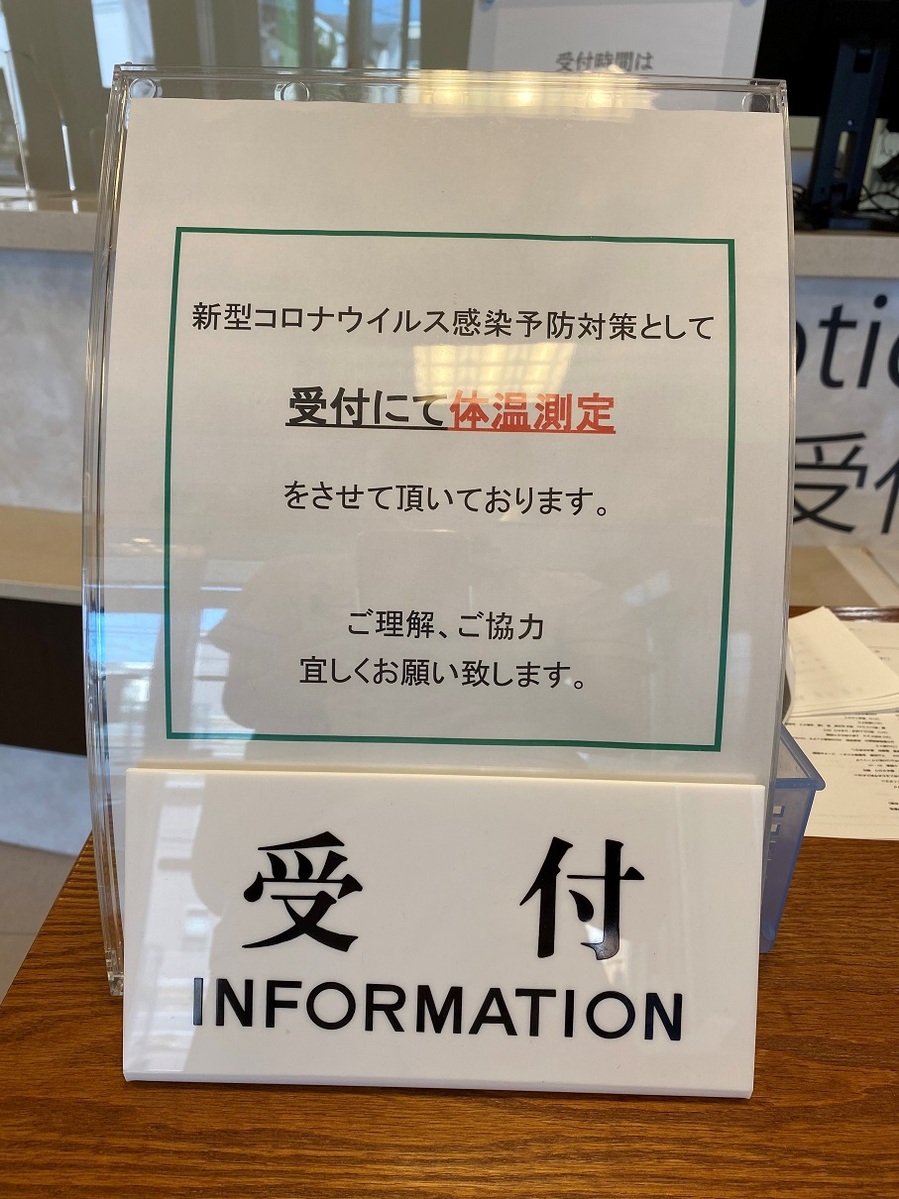 受付時間は
新型コロナウイルス感染予防対策として
受付にて体温測定
をさせて頂いております。
ご理解、ご協力
宜しくお願い致します。
受付
INFORMATION